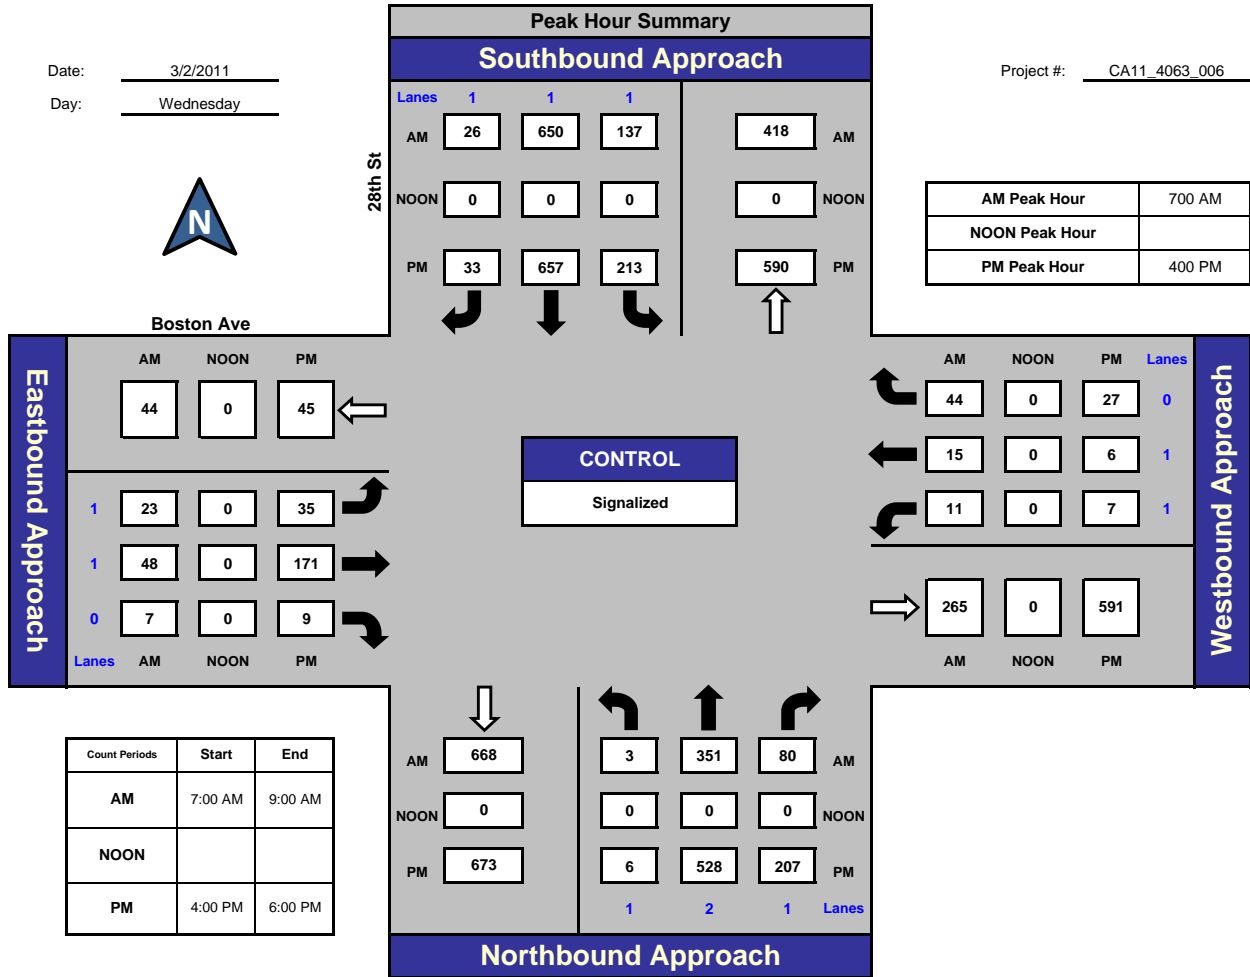 Peak Hour Summary
Southbound Approach
Date: 3/2/2011
Day: Wednesday
Project #: CA11_4063_006
N
28th St
Lanes 1 1 1
AM 26 650 137 418 AM
NOON 0 0 0 0 NOON
PM 33 657 213 590 PM
AM Peak Hour 700 AM
NOON Peak Hour
PM Peak Hour 400 PM
Boston Ave
Eastbound Approach
AM NOON PM
44 0 45
1 23 0 35
1 48 0 171
0 7 0 9
Lanes AM NOON PM
CONTROL
Signalized
AM NOON PM Lanes
44 0 27 0
15 0 6 1
11 0 7 1
265 0 591
AM NOON PM
Westbound Approach
Count Periods Start End
AM 7:00 AM 9:00 AM
NOON
PM 4:00 PM 6:00 PM
AM 668 3 351 80 AM
NOON 0 0 0 0 NOON
PM 673 6 528 207 PM
1 2 1 Lanes
Northbound Approach